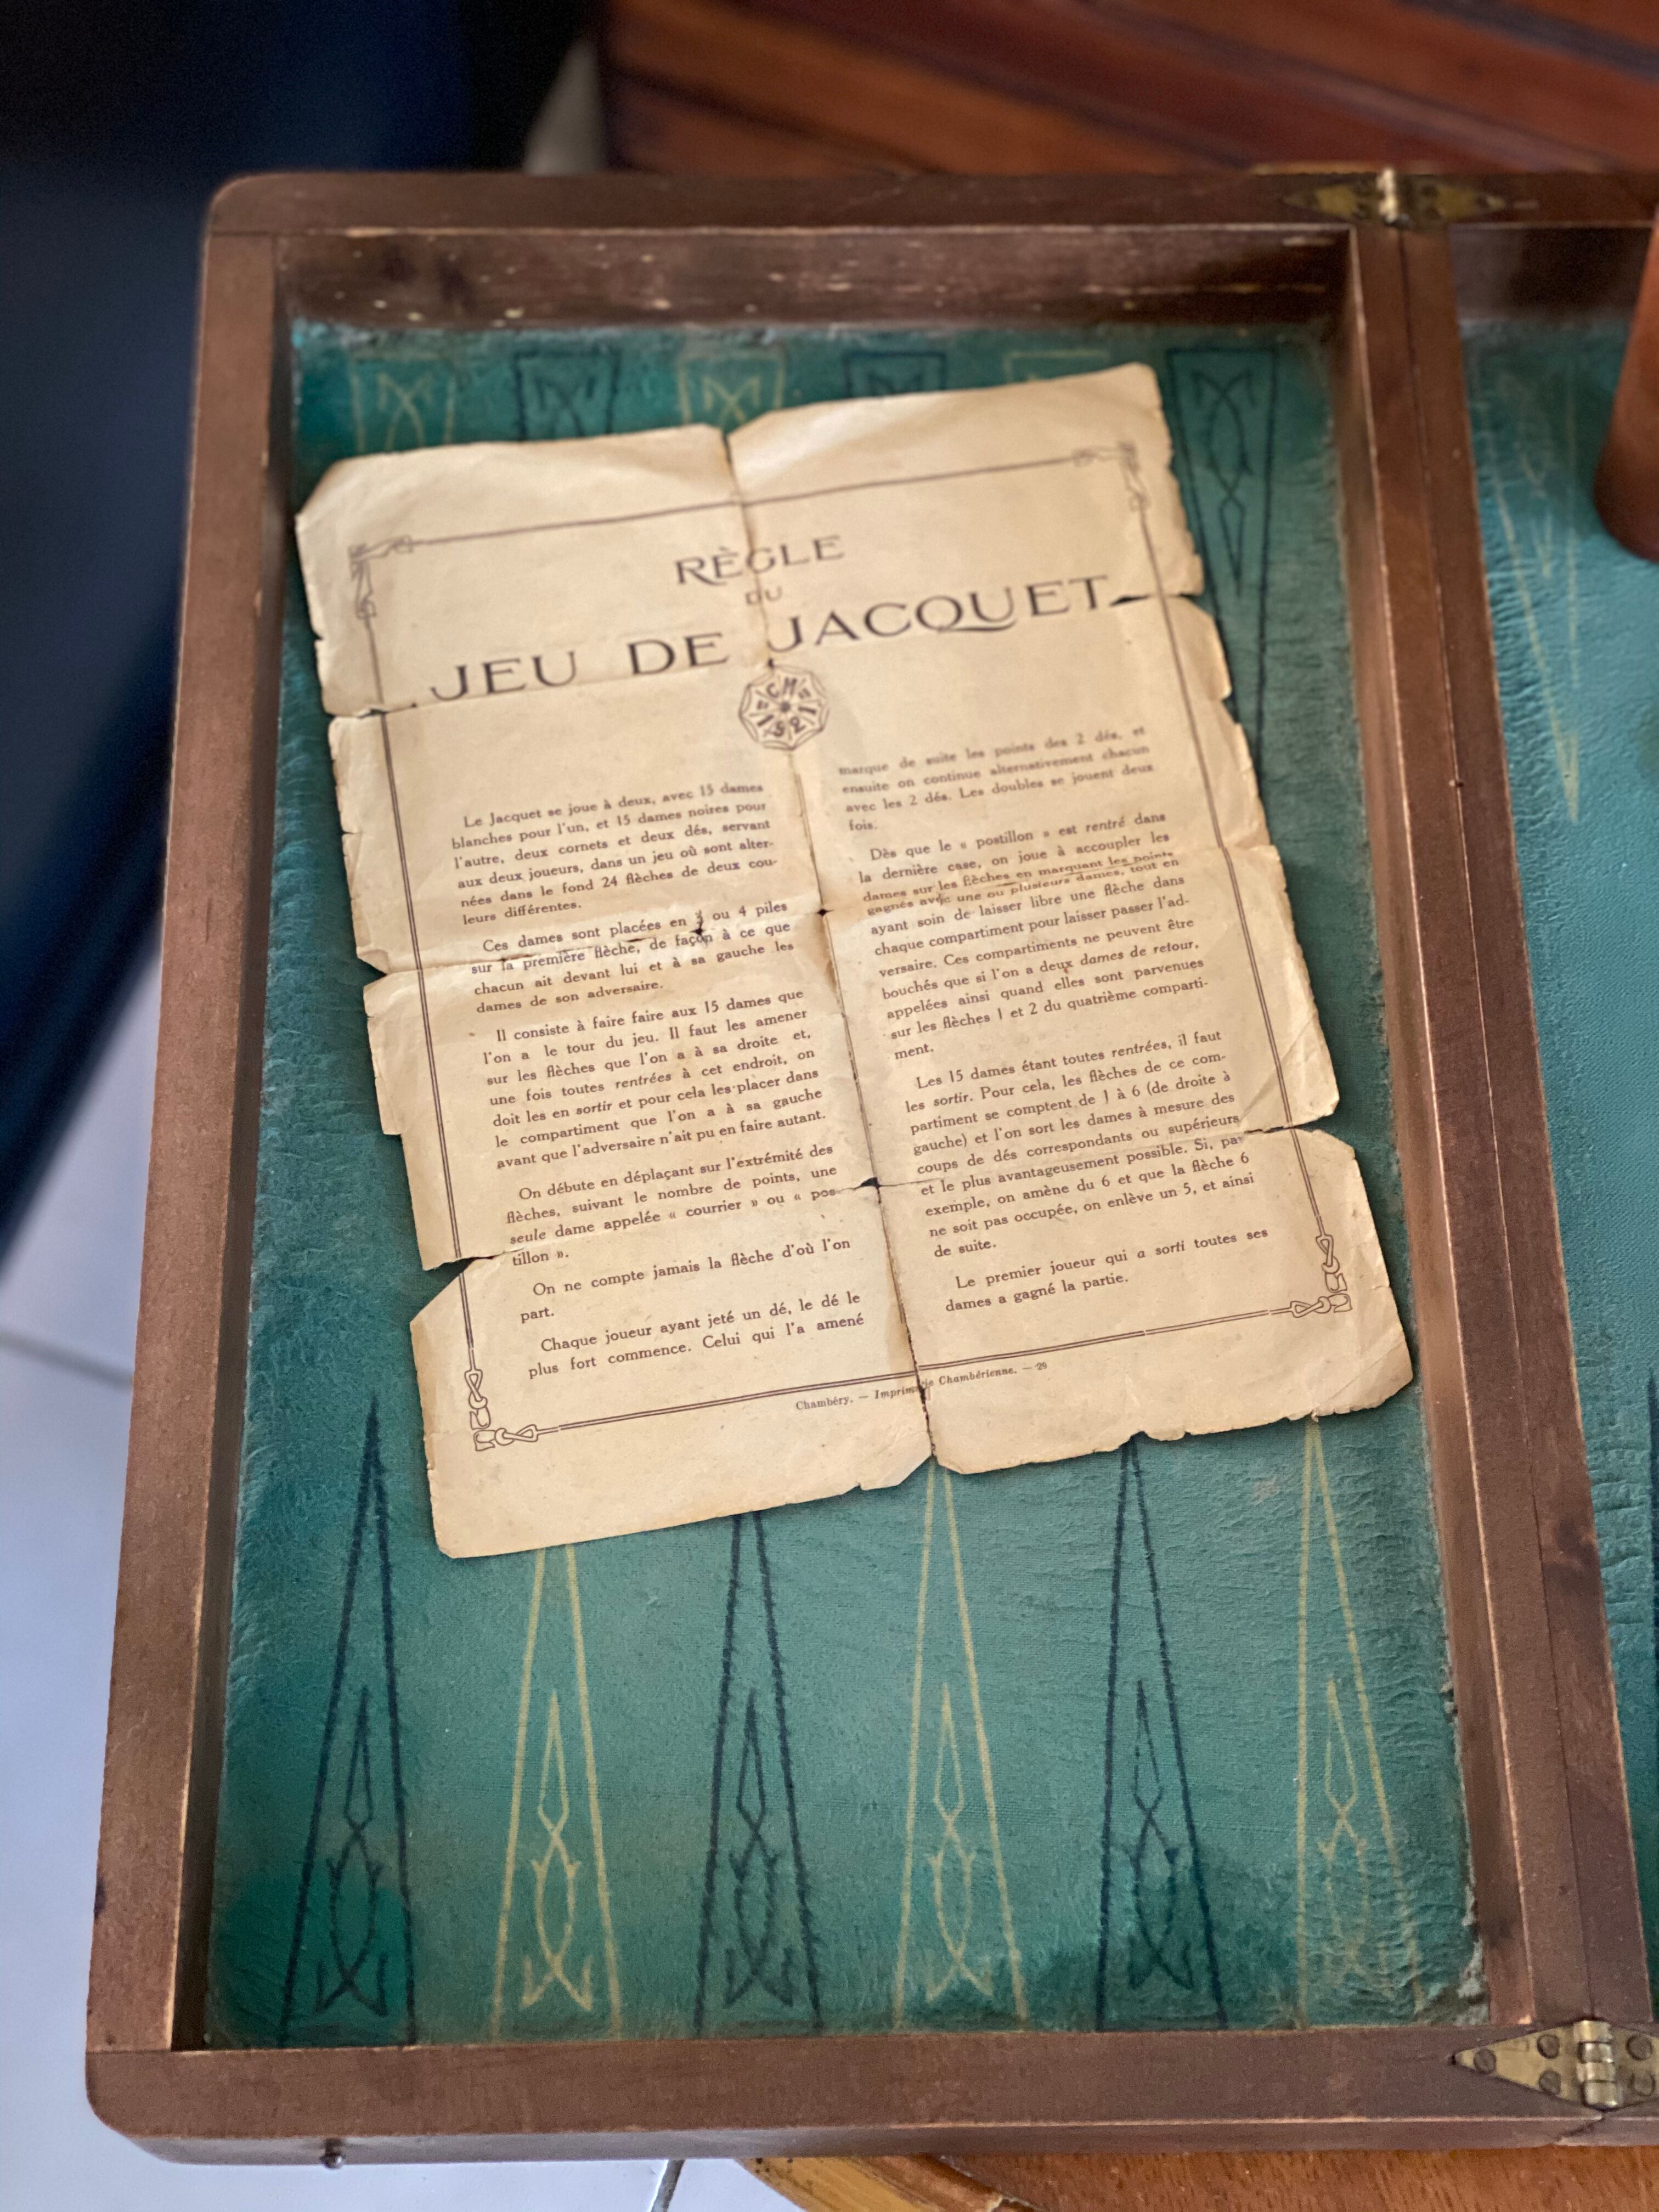 RÈGLE
DU
JEU DE JACQUET
CM
1921
Le Jacquet se joue à deux, avec 15 dames
blanches pour l'un, et 15 dames noires pour
l'autre, deux cornets et deux dés, servant
aux deux joueurs, dans un jeu où sont alter-
nées dans le fond 24 flèches de deux cou-
leurs différentes.
Ces dames sont placées en 3 ou 4 piles
sur la première flèche, de façon à ce que
chacun ait devant lui et à sa gauche les
dames de son adversaire.
Il consiste à faire faire aux 15 dames que
l'on a le tour du jeu. Il faut les amener
sur les flèches que l'on a à sa droite et,
une fois toutes rentrées à cet endroit, on
doit les en sortir et pour cela les placer dans
le compartiment que l'on a à sa gauche
avant que l'adversaire n'ait pu en faire autant.
On débute en déplaçant sur l'extrémité des
flèches, suivant le nombre de points, une
seule dame appelée « courrier » ou « pos-
tillon ».
On ne compte jamais la flèche d'où l'on
part.
Chaque joueur ayant jeté un dé, le dé le
plus fort commence. Celui qui l'a amené
marque de suite les points des 2 dés, et
ensuite on continue alternativement chacun
avec les 2 dés. Les doubles se jouent deux
fois.
Dès que le « postillon » est rentré dans
la dernière case, on joue à accoupler les
dames sur les flèches en marquant les points
gagnés avec une ou plusieurs dames, tout en
ayant soin de laisser libre une flèche dans
chaque compartiment pour laisser passer l'ad-
versaire. Ces compartiments ne peuvent être
bouchés que si l'on a deux dames de retour,
appelées ainsi quand elles sont parvenues
sur les flèches 1 et 2 du quatrième comparti-
ment.
Les 15 dames étant toutes rentrées, il faut
les sortir. Pour cela, les flèches de ce com-
partiment se comptent de 1 à 6 (de droite à
gauche) et l'on sort les dames à mesure des
coups de dés correspondants ou supérieurs
et le plus avantageusement possible. Si, pa
exemple, on amène du 6 et que la flèche 6
ne soit pas occupée, on enlève un 5, et ainsi
de suite.
Le premier joueur qui a sorti toutes ses
dames a gagné la partie.
Chambéry. — Imprimerie Chambérienne. — 29